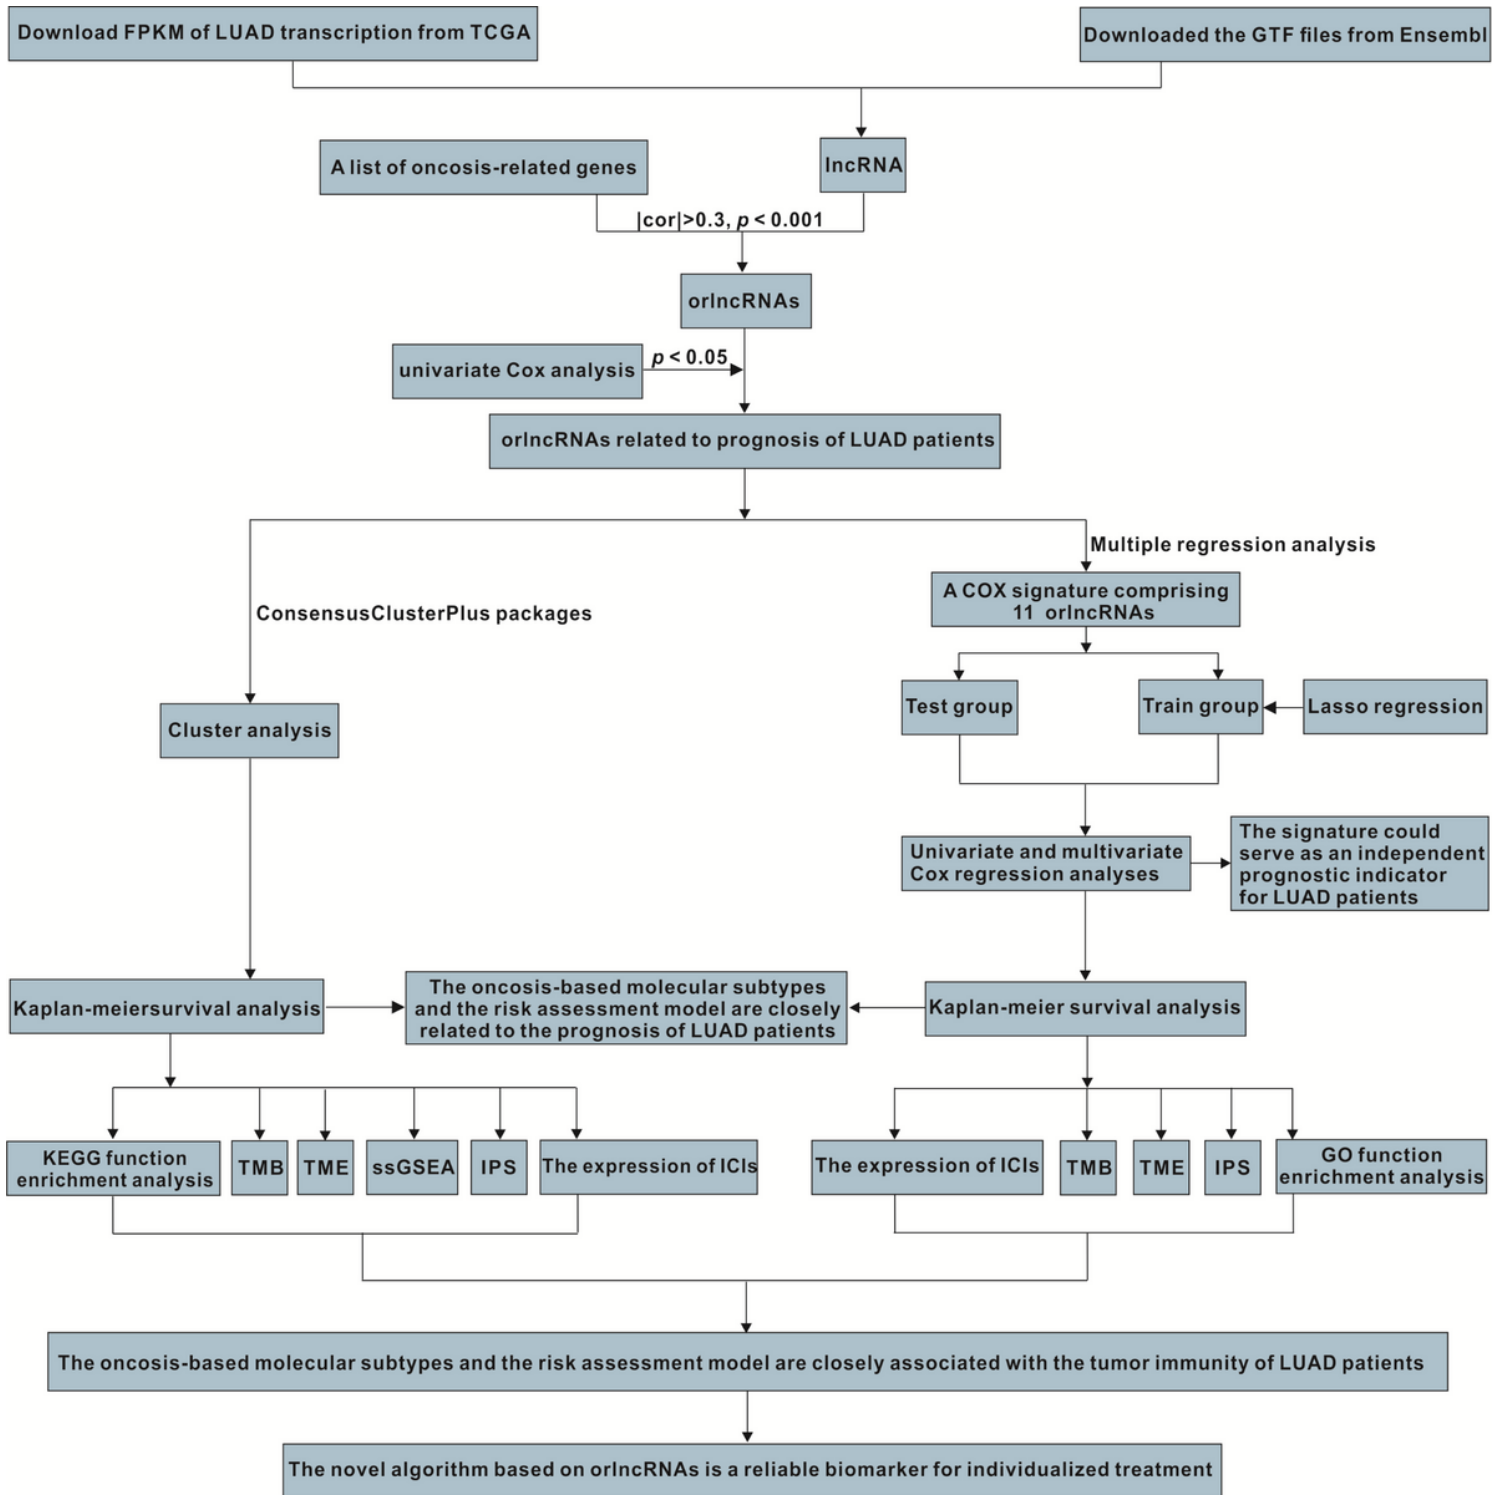 Download FPKM of LUAD transcription from TCGA
Downloaded the GTF files from Ensembl
A list of oncosis-related genes
lncRNA
|cor|>0.3, p < 0.001
orlncRNAs
univariate Cox analysis
p < 0.05
orlncRNAs related to prognosis of LUAD patients
Multiple regression analysis
ConsensusClusterPlus packages
A COX signature comprising
11 orlncRNAs
Test group
Train group
Lasso regression
Cluster analysis
Univariate and multivariate
Cox regression analyses
The signature could
serve as an independent
prognostic indicator
for LUAD patients
Kaplan-meiersurvival analysis
The oncosis-based molecular subtypes
and the risk assessment model are closely
related to the prognosis of LUAD patients
Kaplan-meier survival analysis
KEGG function
enrichment analysis
TMB
TME
ssGSEA
IPS
The expression of ICIs
The expression of ICIs
TMB
TME
IPS
GO function
enrichment analysis
The oncosis-based molecular subtypes and the risk assessment model are closely associated with the tumor immunity of LUAD patients
The novel algorithm based on orlncRNAs is a reliable biomarker for individualized treatment